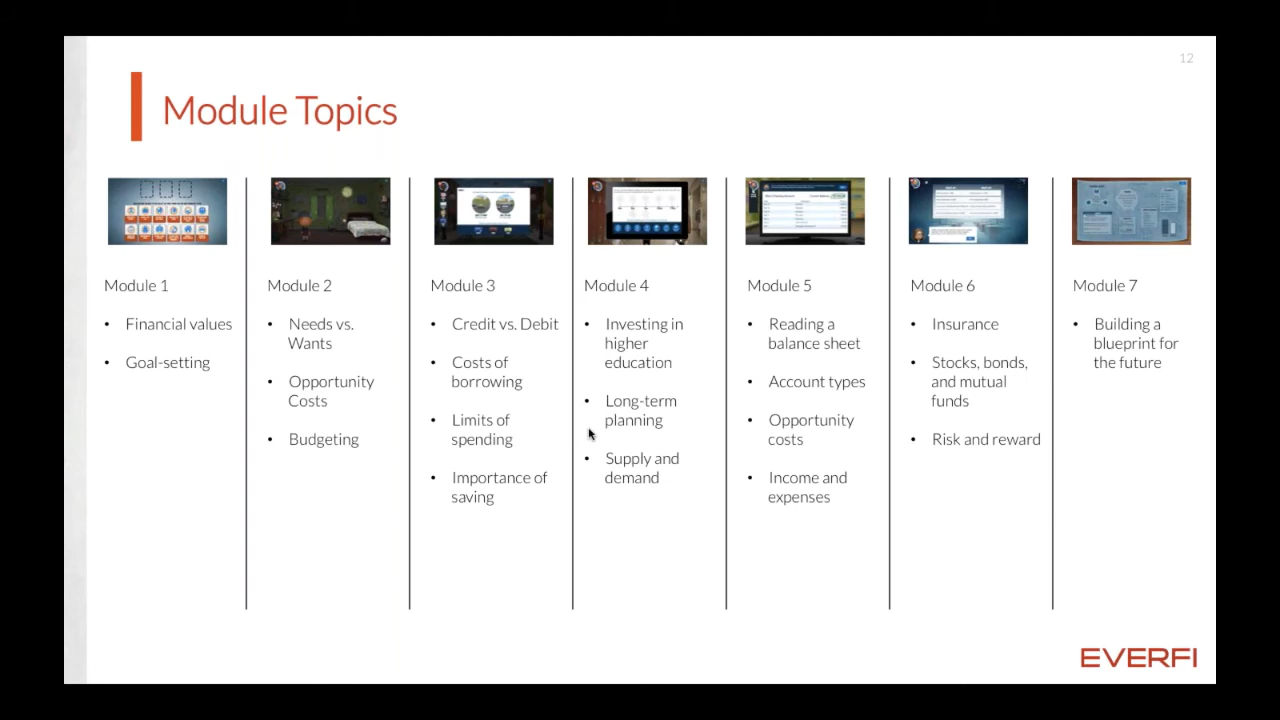 12
Module Topics
Module 1
• Financial values
• Goal-setting
Module 2
• Needs vs.
Wants
• Opportunity
Costs
• Budgeting
Module 3
• Credit vs. Debit
• Costs of
borrowing
• Limits of
spending
• Importance of
saving
Module 4
• Investing in
higher
education
• Long-term
planning
• Supply and
demand
Module 5
• Reading a
balance sheet
• Account types
• Opportunity
costs
• Income and
expenses
Module 6
• Insurance
• Stocks, bonds,
and mutual
funds
• Risk and reward
Module 7
• Building a
blueprint for
the future
EVERFI